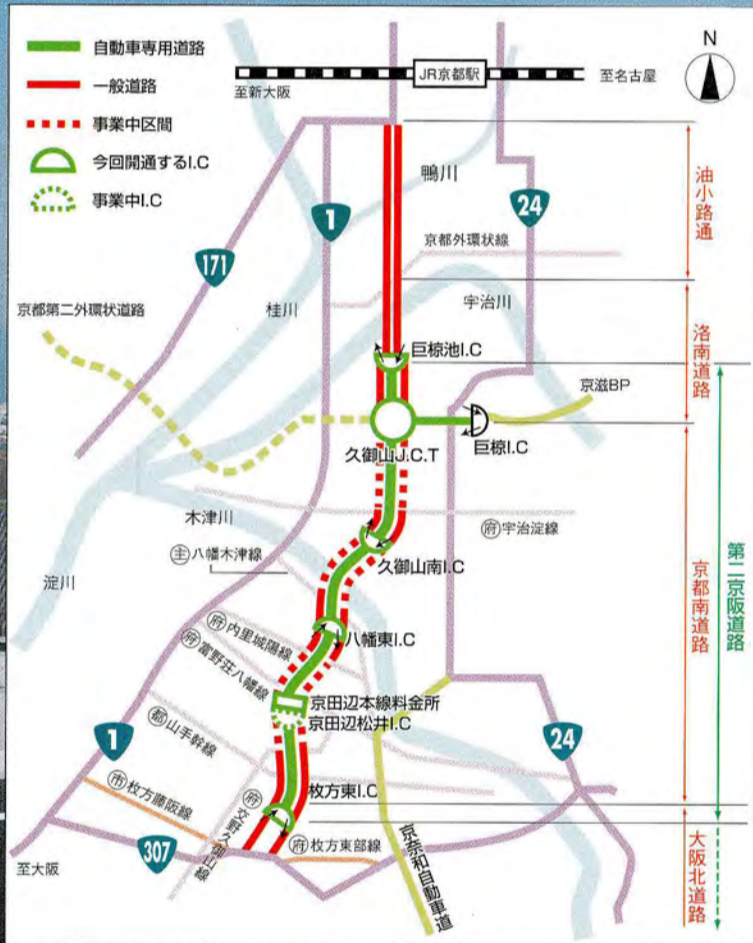 自動車専用道路
一般道路
事業中区間
今回開通するI.C
事業中I.C
JR京都駅
至新大阪
至名古屋
N
鴨川
油小路通
1
24
171
京都外環状線
桂川
宇治川
京都第二外環状道路
洛南道路
巨椋池I.C
京滋BP
久御山J.C.T
巨椋I.C
木津川
府宇治淀線
主八幡木津線
久御山南I.C
淀川
第二京阪道路
京都南道路
府内里城陽線
府富野荘八幡線
八幡東I.C
京田辺本線料金所
京田辺松井I.C
都山手幹線
1
24
市枚方藤阪線
枚方東I.C
府交野久御山線
307
府枚方東部線
至大阪
京奈和自動車道
大阪北道路